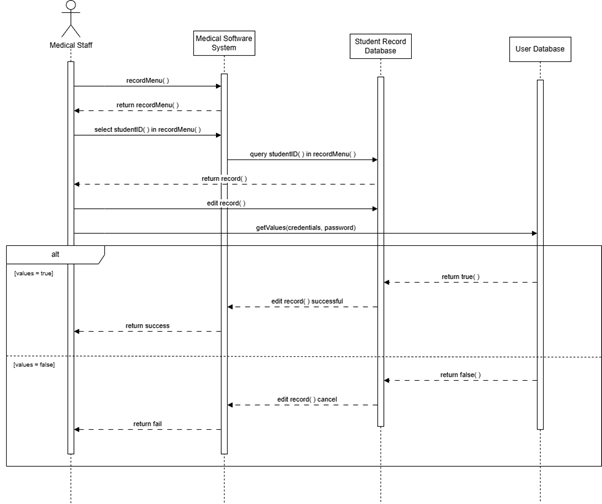 Medical Staff
Medical Software
System
Student Record
Database
User Database
recordMenu( )
return recordMenu( )
select studentID( ) in recordMenu( )
query studentID( ) in recordMenu( )
return record( )
edit record( )
getValues(credentials, password)
alt
[values = true]
return true( )
edit record( ) successful
return success
[values = false]
return false( )
edit record( ) cancel
return fail